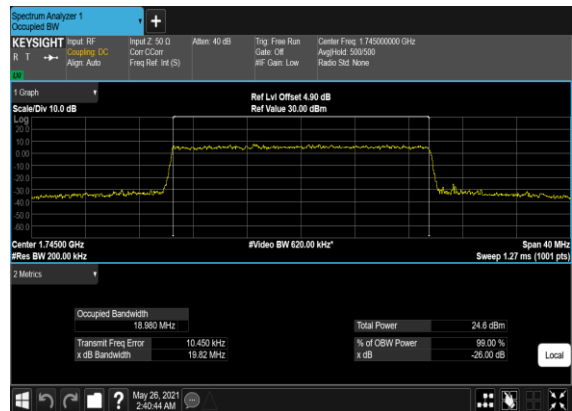 Spectrum Analyzer 1
Occupied BW
+
KEYSIGHT Input: RF Input Z: 50 Ω Atten: 40 dB Trig: Free Run Center Freq: 1.745000000 GHz
R T Coupling: DC Corr CCorr Gate: Off Avg|Hold: 500/500
Align: Auto Freq Ref: Int (S) #IF Gain: Low Radio Std: None
LW
1 Graph Ref Lvl Offset 4.90 dB
Scale/Div 10.0 dB Ref Value 30.00 dBm
Log
20.0
10.0
0.00
-10.0
-20.0
-30.0
-40.0
-50.0
-60.0
Center 1.74500 GHz #Video BW 620.00 kHz* Span 40 MHz
#Res BW 200.00 kHz Sweep 1.27 ms (1001 pts)
2 Metrics
Occupied Bandwidth
18.980 MHz Total Power 24.6 dBm
Transmit Freq Error 10.450 kHz % of OBW Power 99.00 %
x dB Bandwidth 19.82 MHz x dB -26.00 dB
Local
?
May 26, 2021
2:40:44 AM